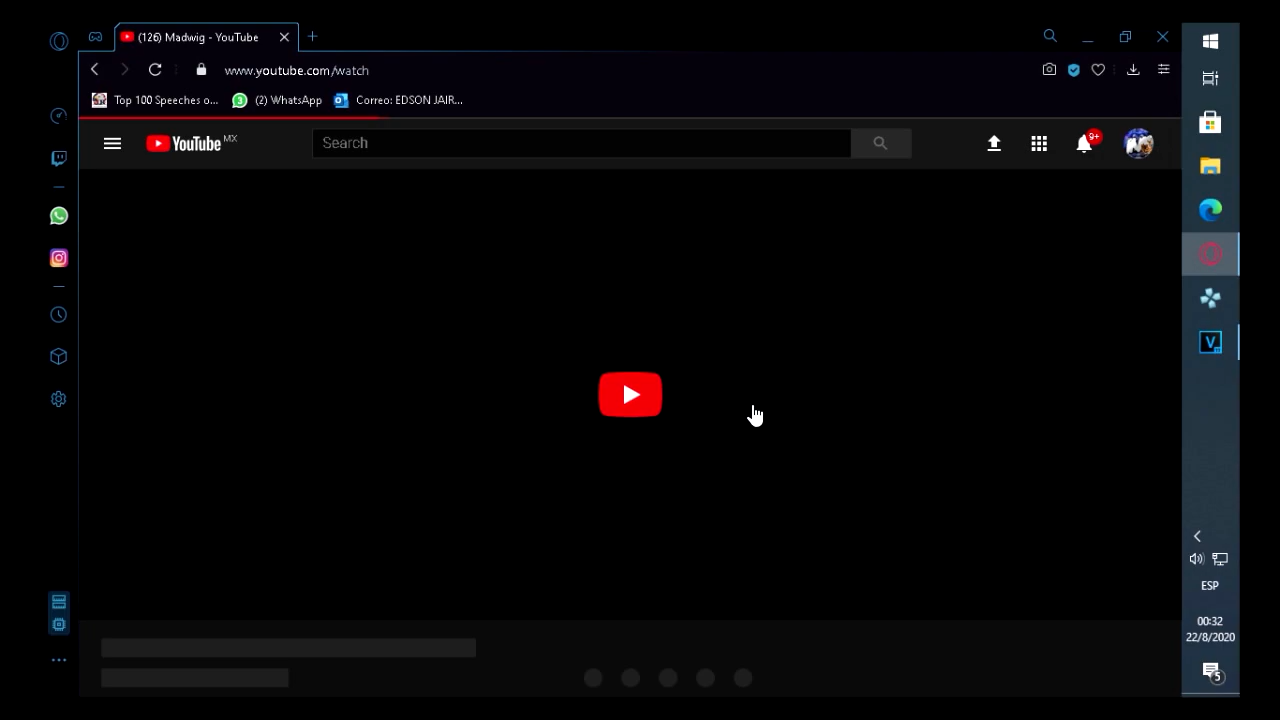 (126) Madwig - YouTube
www.youtube.com/watch
Top 100 Speeches o...
(2) WhatsApp
Correo: EDSON JAIR...
YouTube MX
Search
9+
ESP
00:32
22/8/2020
5